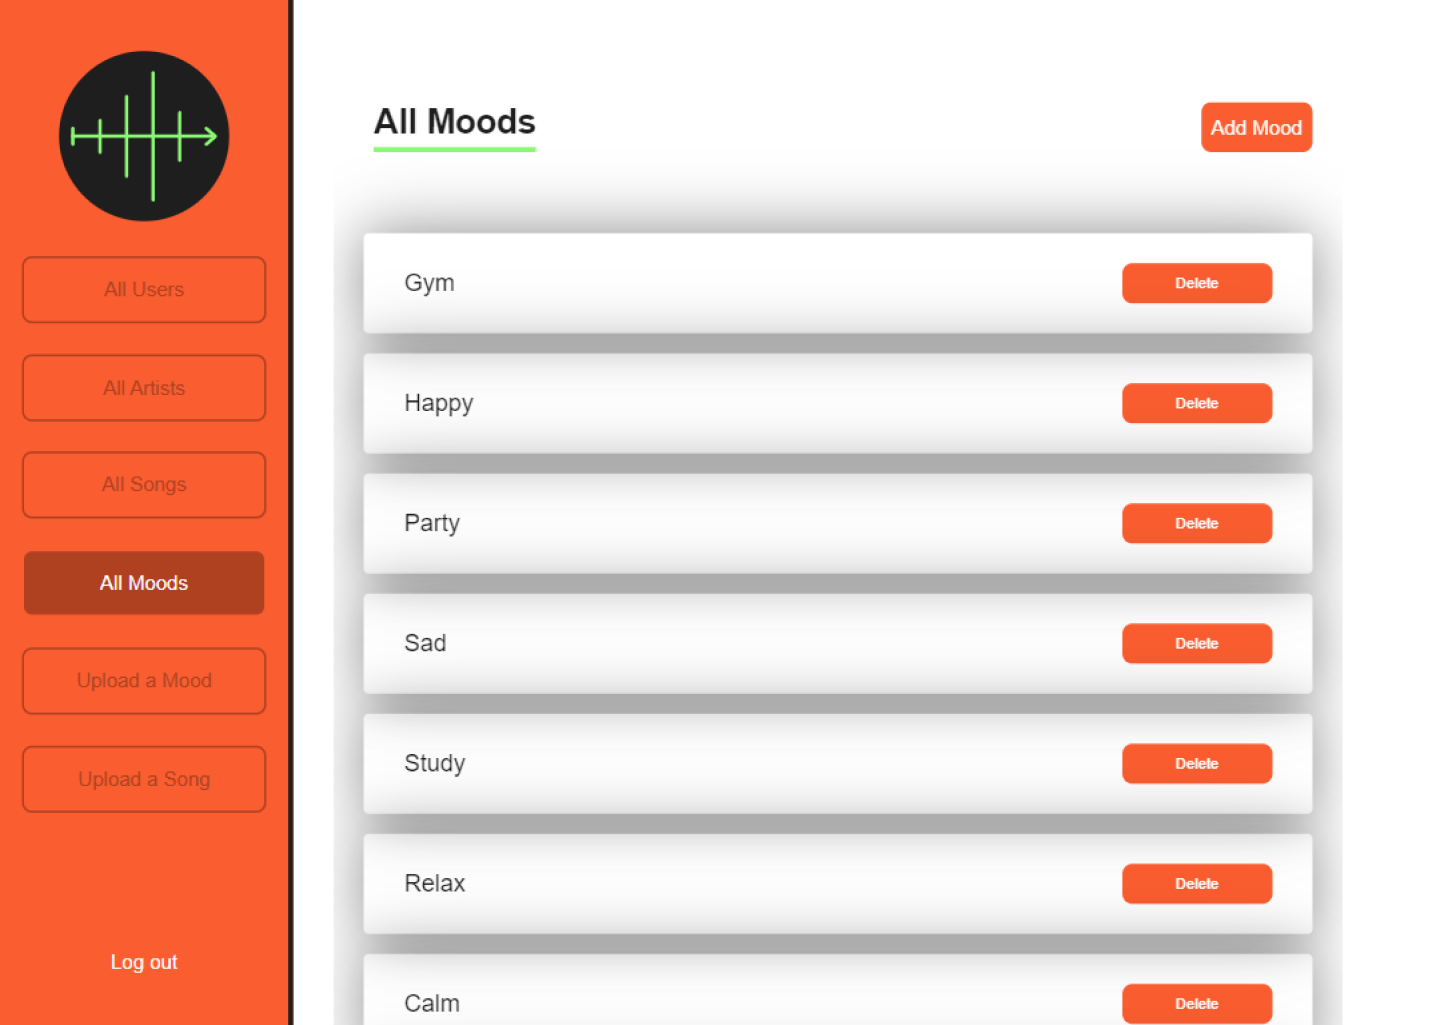 All Users
All Artists
All Songs
All Moods
Upload a Mood
Upload a Song
Log out
All Moods
Add Mood
Gym
Delete
Happy
Delete
Party
Delete
Sad
Delete
Study
Delete
Relax
Delete
Calm
Delete